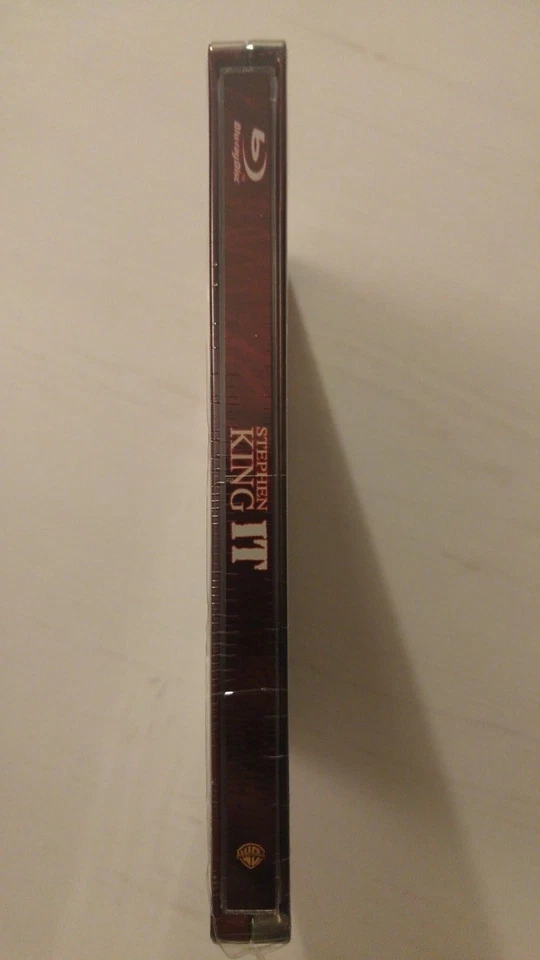 Blu-ray Disc
STEPHEN
KING
IT